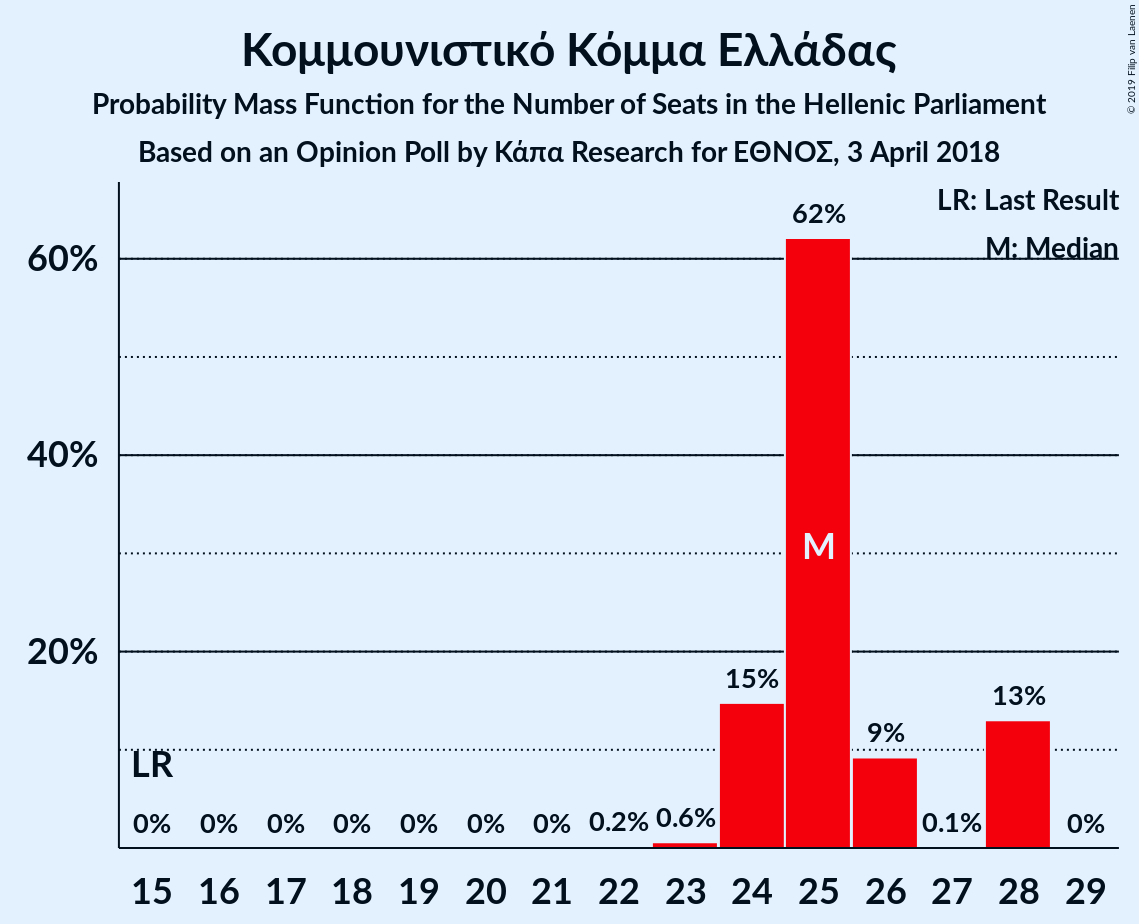 Κομμουνιστικό Κόμμα Ελλάδας
Probability Mass Function for the Number of Seats in the Hellenic Parliament
Based on an Opinion Poll by Κάπα Research for ΕΘΝΟΣ, 3 April 2018
© 2019 Filip van Laenen
LR: Last Result
M: Median
60%
40%
20%
62%
M
15%
13%
9%
LR
0% 0% 0% 0% 0% 0% 0% 0.2% 0.6% 0.1% 0%
15 16 17 18 19 20 21 22 23 24 25 26 27 28 29